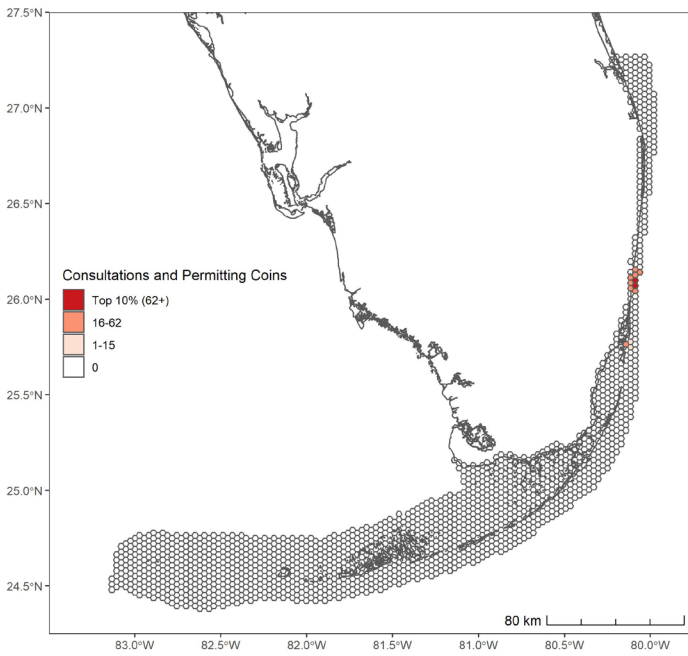 27.5°N
27.0°N
26.5°N
26.0°N
25.5°N
25.0°N
24.5°N
Consultations and Permitting Coins
Top 10% (62+)
16-62
1-15
0
80 km
83.0°W 82.5°W 82.0°W 81.5°W 81.0°W 80.5°W 80.0°W